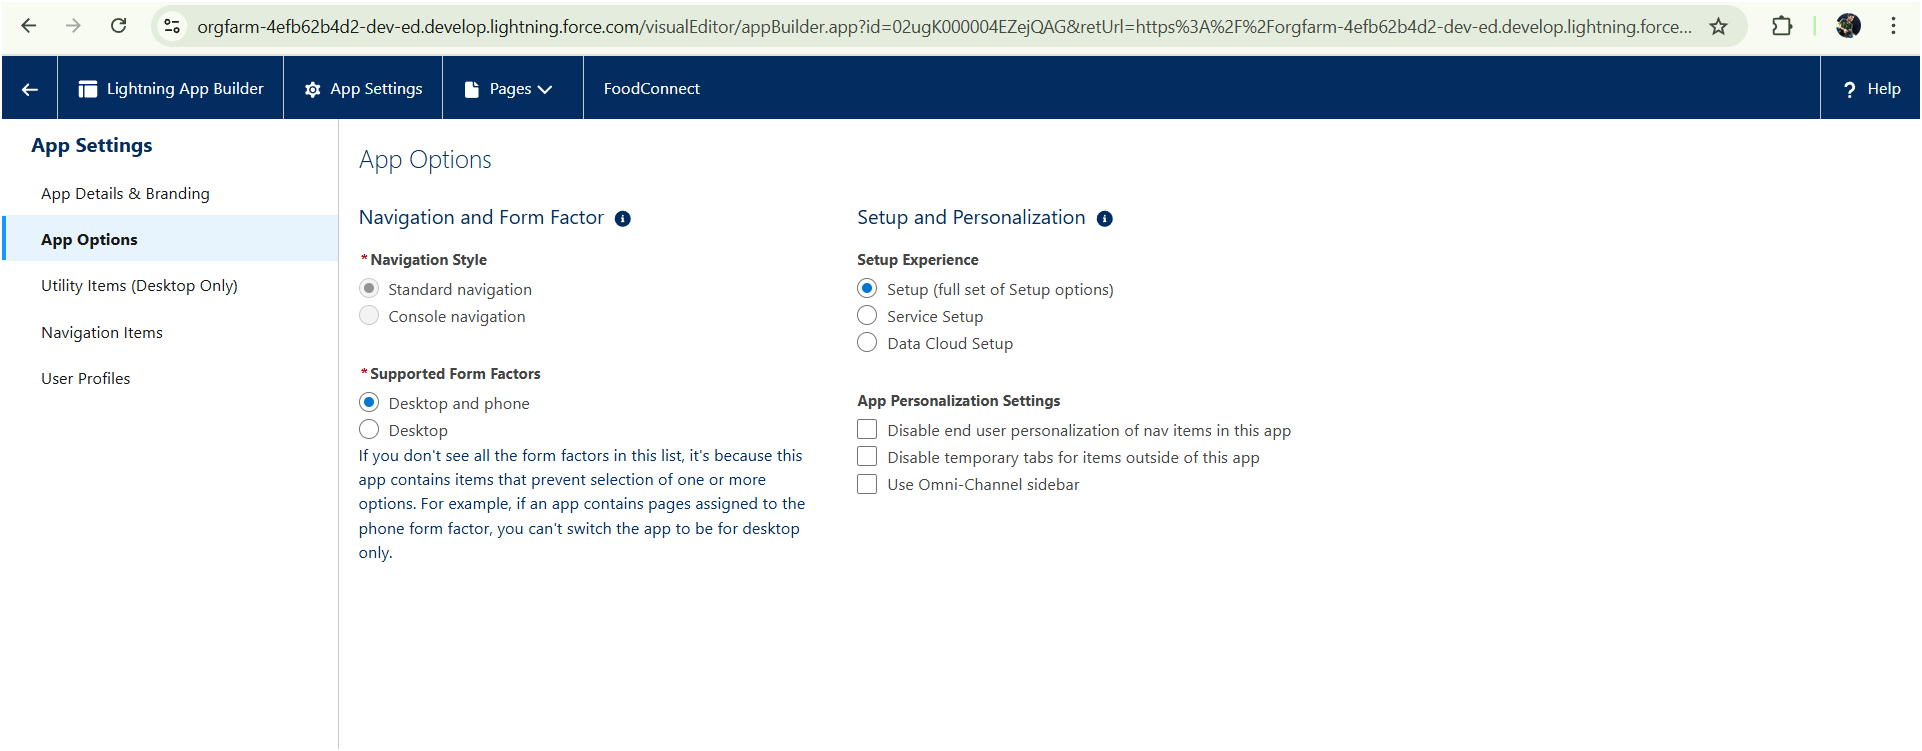 orgfarm-4efb62b4d2-dev-ed.develop.lightning.force.com/visualEditor/appBuilder.app?id=02ugK000004EZejQAG&retUrl=https%3A%2F%2Forgfarm-4efb62b4d2-dev-ed.develop.lightning.force...
Lightning App Builder
App Settings
Pages
FoodConnect
? Help
App Settings
App Details & Branding
App Options
Utility Items (Desktop Only)
Navigation Items
User Profiles
App Options
Navigation and Form Factor
* Navigation Style
Standard navigation
Console navigation
* Supported Form Factors
Desktop and phone
Desktop
If you don't see all the form factors in this list, it's because this
app contains items that prevent selection of one or more
options. For example, if an app contains pages assigned to the
phone form factor, you can't switch the app to be for desktop
only.
Setup and Personalization
Setup Experience
Setup (full set of Setup options)
Service Setup
Data Cloud Setup
App Personalization Settings
Disable end user personalization of nav items in this app
Disable temporary tabs for items outside of this app
Use Omni-Channel sidebar